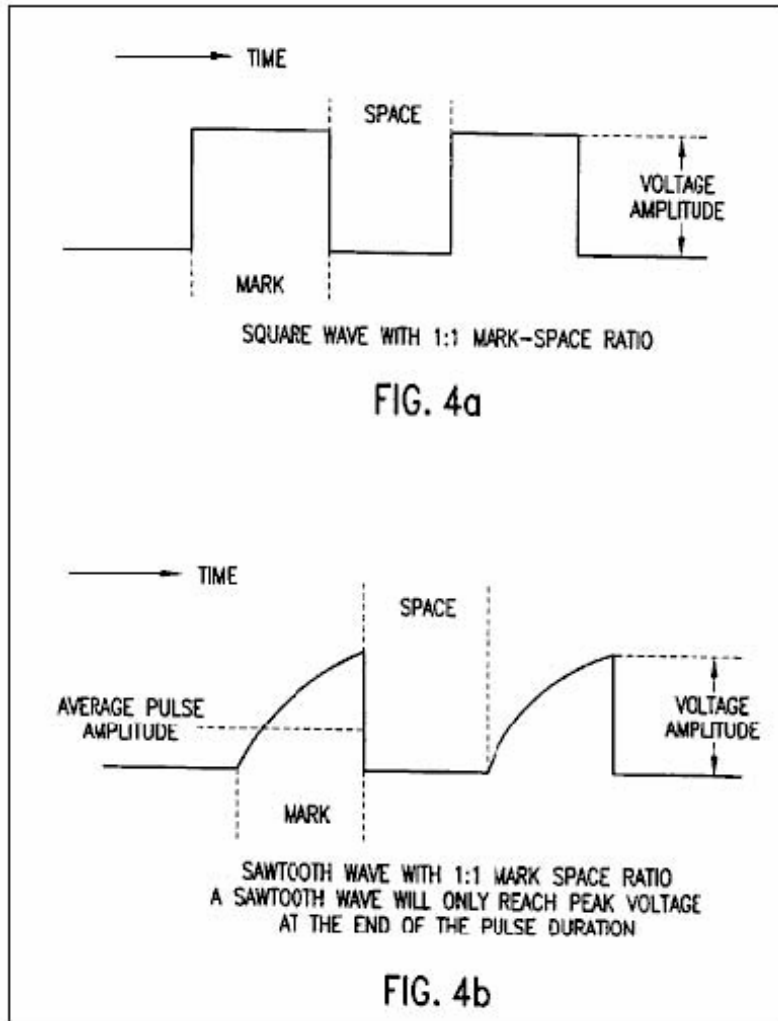 TIME
SPACE
VOLTAGE
AMPLITUDE
MARK
SQUARE WAVE WITH 1:1 MARK-SPACE RATIO
FIG. 4a
TIME
SPACE
AVERAGE PULSE
AMPLITUDE
VOLTAGE
AMPLITUDE
MARK
SAWTOOTH WAVE WITH 1:1 MARK SPACE RATIO
A SAWTOOTH WAVE WILL ONLY REACH PEAK VOLTAGE
AT THE END OF THE PULSE DURATION
FIG. 4b